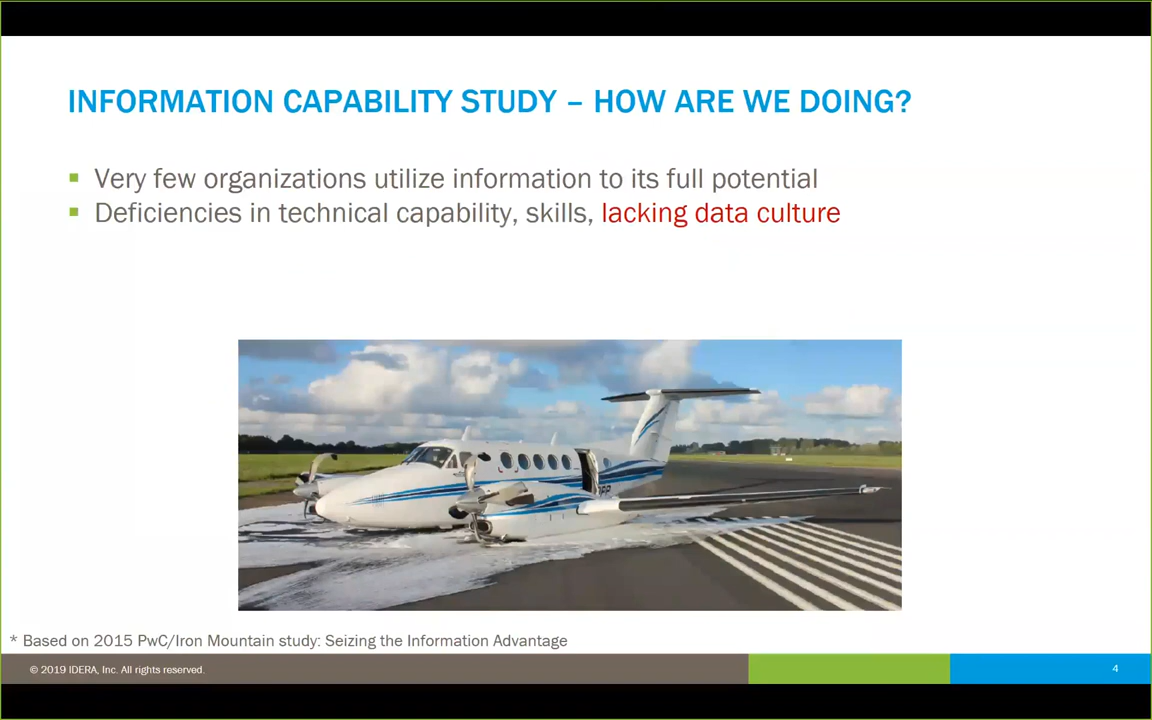 INFORMATION CAPABILITY STUDY – HOW ARE WE DOING?
▪ Very few organizations utilize information to its full potential
▪ Deficiencies in technical capability, skills, lacking data culture
* Based on 2015 PwC/Iron Mountain study: Seizing the Information Advantage
© 2019 IDERA, Inc. All rights reserved.
4